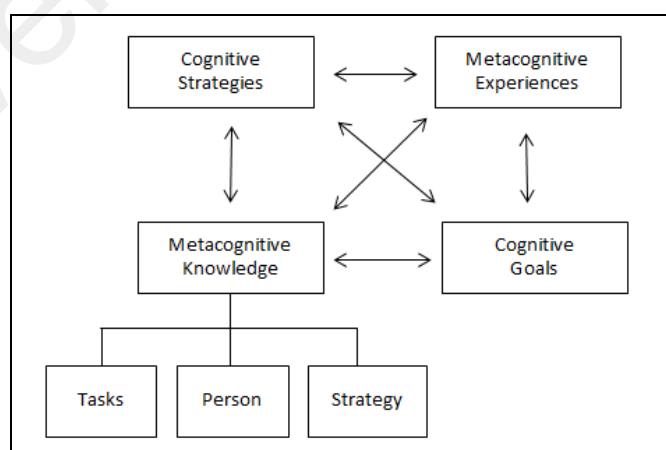 Cognitive
Strategies
Metacognitive
Experiences
Metacognitive
Knowledge
Cognitive
Goals
Tasks
Person
Strategy